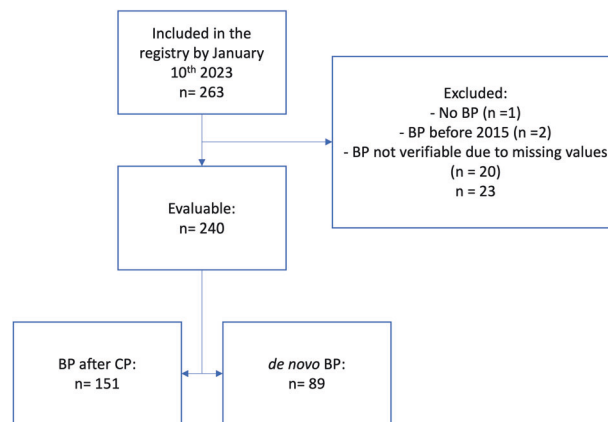 Included in the
registry by January
10th 2023
n= 263
Excluded:
- No BP (n =1)
- BP before 2015 (n =2)
- BP not verifiable due to missing values
(n = 20)
n = 23
Evaluable:
n= 240
BP after CP:
n= 151
de novo BP:
n= 89